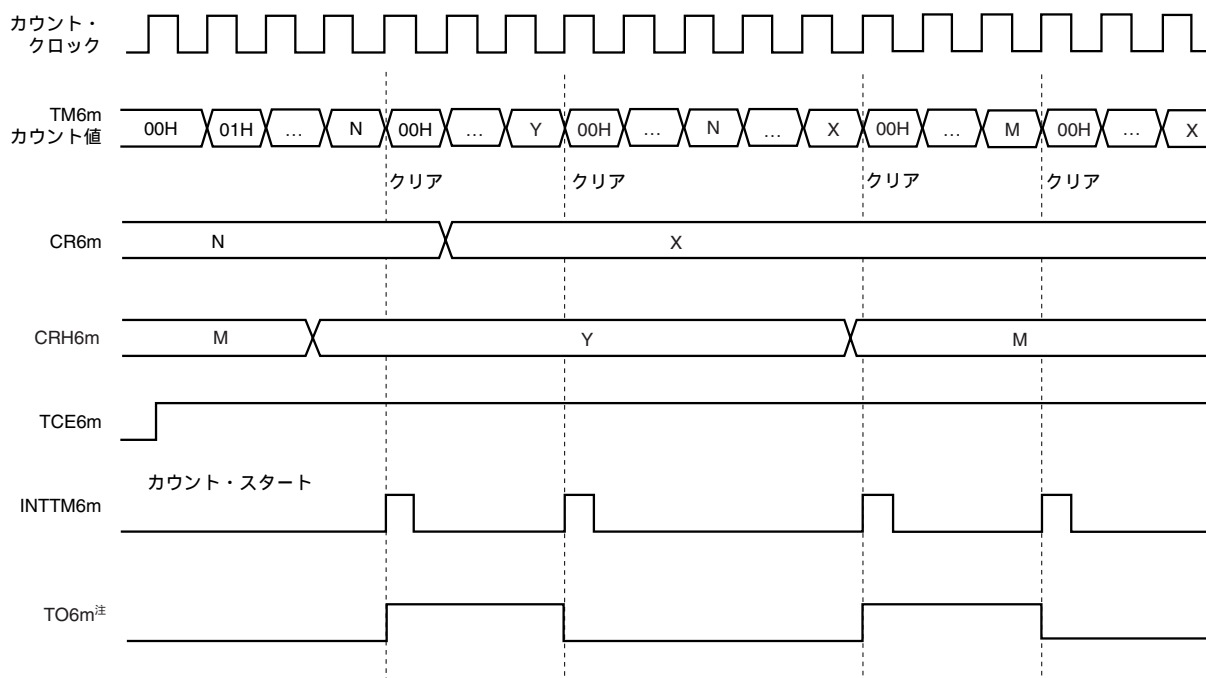 カウント・
クロック
TM6m
カウント値
00H 01H … N 00H … Y 00H … N … X 00H … M 00H … X
クリア クリア クリア クリア
CR6m N X
CRH6m M Y M
TCE6m
カウント・スタート
INTTM6m
TO6m注